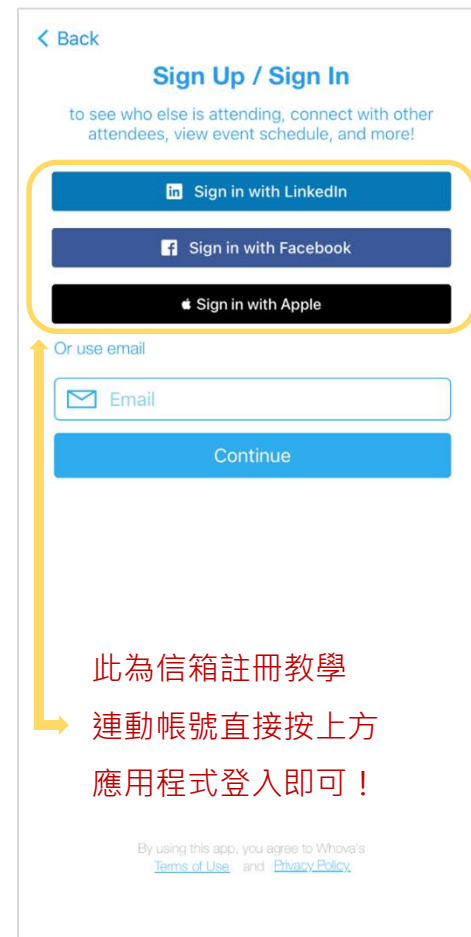 Back
Sign Up / Sign In
to see who else is attending, connect with other
attendees, view event schedule, and more!
in Sign in with LinkedIn
f Sign in with Facebook
Sign in with Apple
Or use email
Email
Continue
此為信箱註冊教學
連動帳號直接按上方
應用程式登入即可！
By using this app, you agree to Whova's
Terms of Use and Privacy Policy.